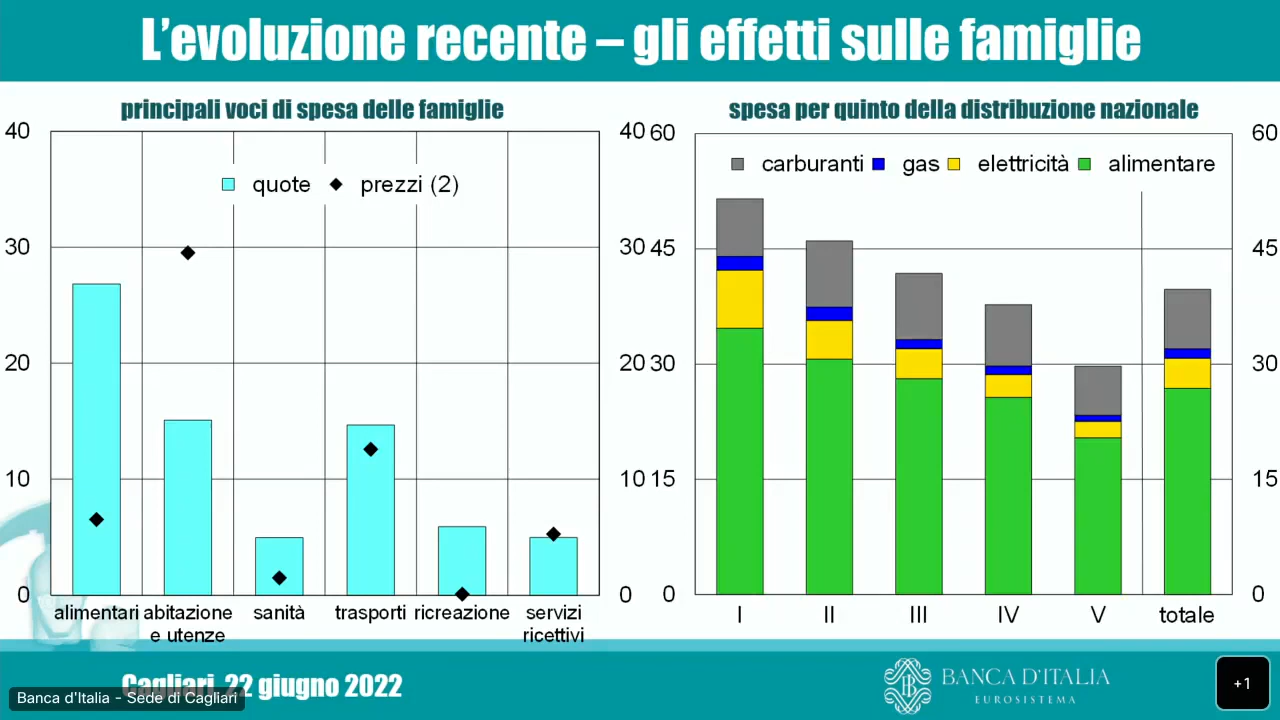 L'evoluzione recente – gli effetti sulle famiglie
principali voci di spesa delle famiglie
40
30
20
10
0
quote
prezzi (2)
40
30
20
10
0
alimentari
abitazione
e utenze
sanità
trasporti
ricreazione
servizi
ricettivi
spesa per quinto della distribuzione nazionale
60
45
30
15
0
carburanti
gas
elettricità
alimentare
60
45
30
15
0
I
II
III
IV
V
totale
Cagliari, 22 giugno 2022
Banca d'Italia - Sede di Cagliari
BANCA D'ITALIA
EUROSISTEMA
+1